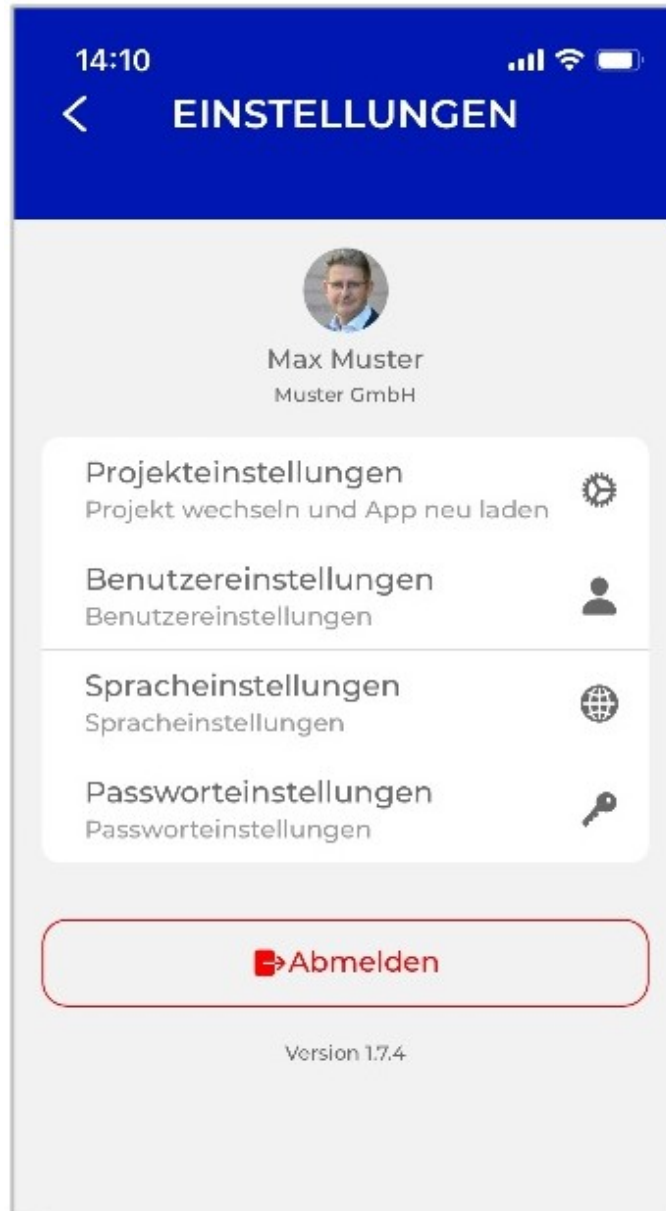 14:10
EINSTELLUNGEN
Max Muster
Muster GmbH
Projekteinstellungen
Projekt wechseln und App neu laden
Benutzereinstellungen
Benutzereinstellungen
Spracheinstellungen
Spracheinstellungen
Passworteinstellungen
Passworteinstellungen
Abmelden
Version 1.7.4